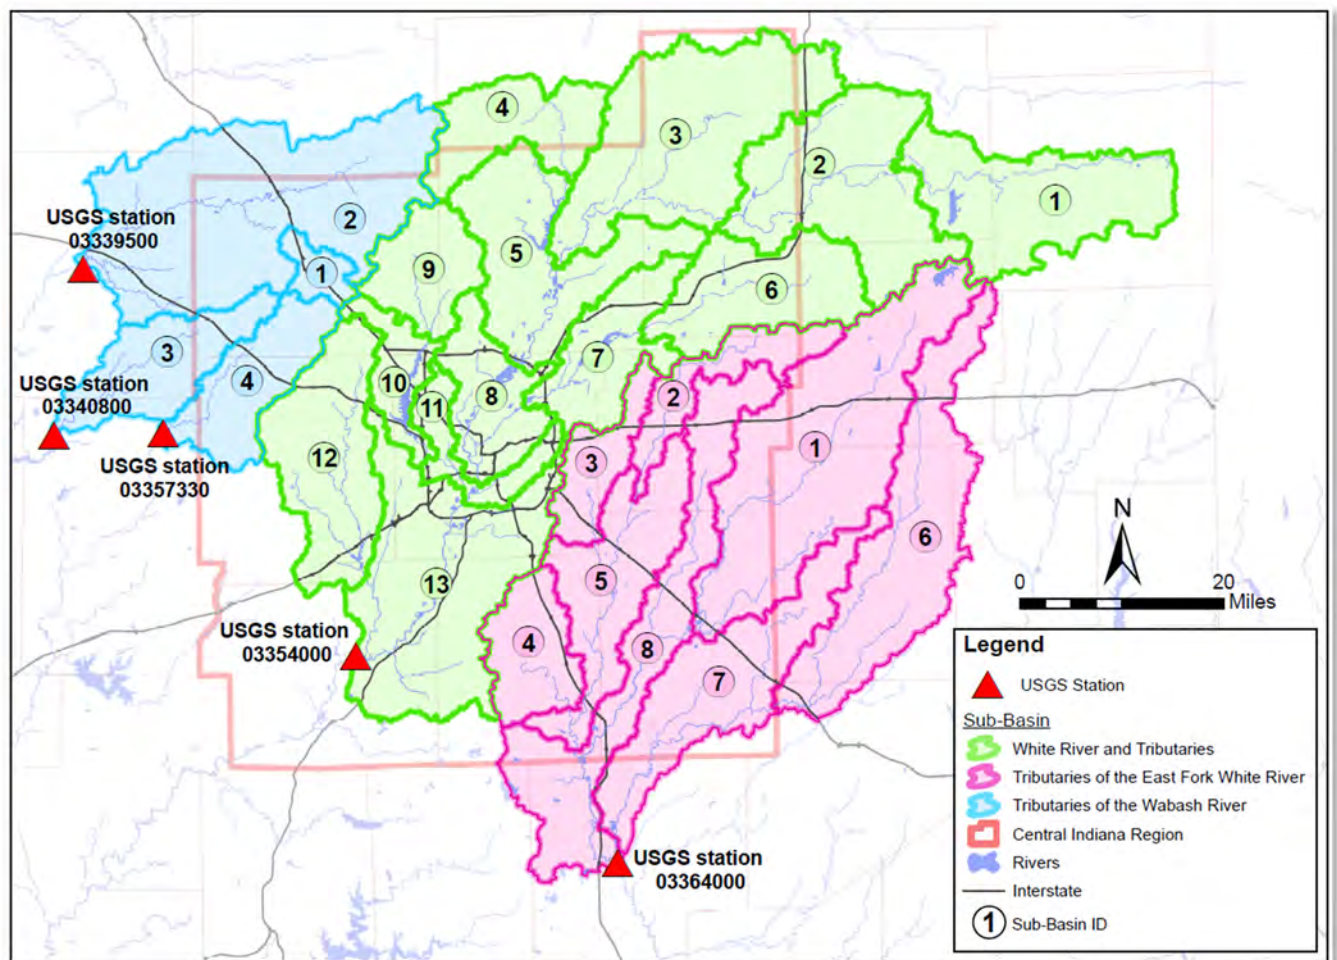 4
3
2
1
2
USGS station
03339500
1
9
5
6
3
4
7
2
USGS station
03340800
10
11
8
1
USGS station
03357330
12
3
6
N
13
5
0
20
Miles
USGS station
03354000
4
8
7
USGS station
03364000
Legend
USGS Station
Sub-Basin
White River and Tributaries
Tributaries of the East Fork White River
Tributaries of the Wabash River
Central Indiana Region
Rivers
Interstate
1 Sub-Basin ID